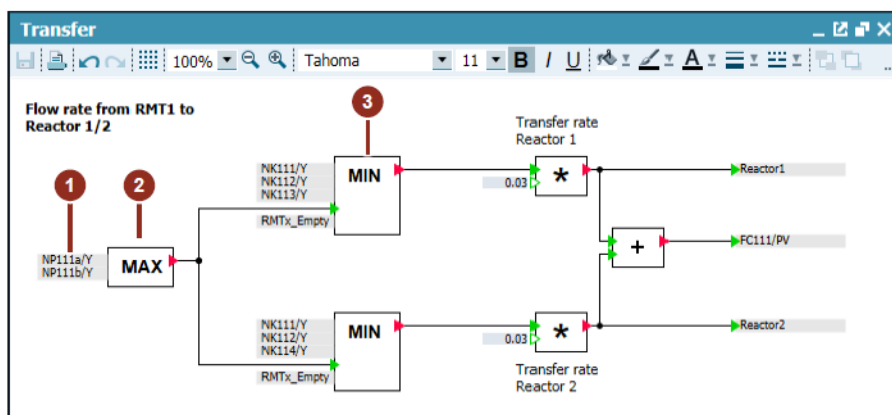 Transfer
100%
Tahoma
11
B
I
U
A
...
Flow rate from RMT1 to
Reactor 1/2
1
2
3
NP111a/Y
NP111b/Y
MAX
NK111/Y
NK112/Y
NK113/Y
RMTx_Empty
MIN
Transfer rate
Reactor 1
0.03
*
Reactor1
+
FC111/PV
NK111/Y
NK112/Y
NK114/Y
RMTx_Empty
MIN
0.03
*
Reactor2
Transfer rate
Reactor 2